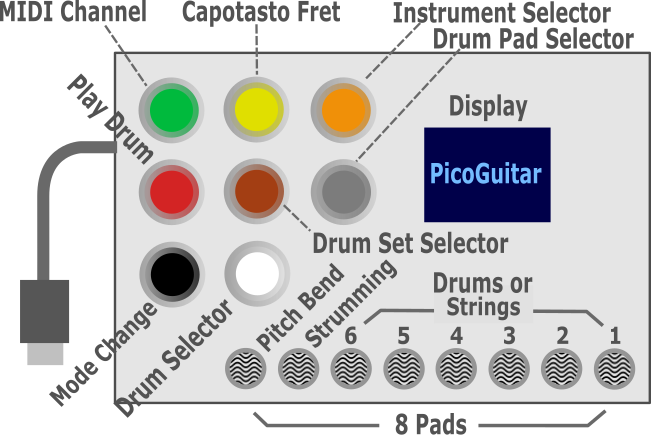 MIDI Channel
Capotasto Fret
Instrument Selector
Drum Pad Selector
Play Drum
Display
PicoGuitar
Drum Set Selector
Mode Change
Drum Selector
Pitch Bend
Strumming
Drums or
Strings
6 5 4 3 2 1
8 Pads